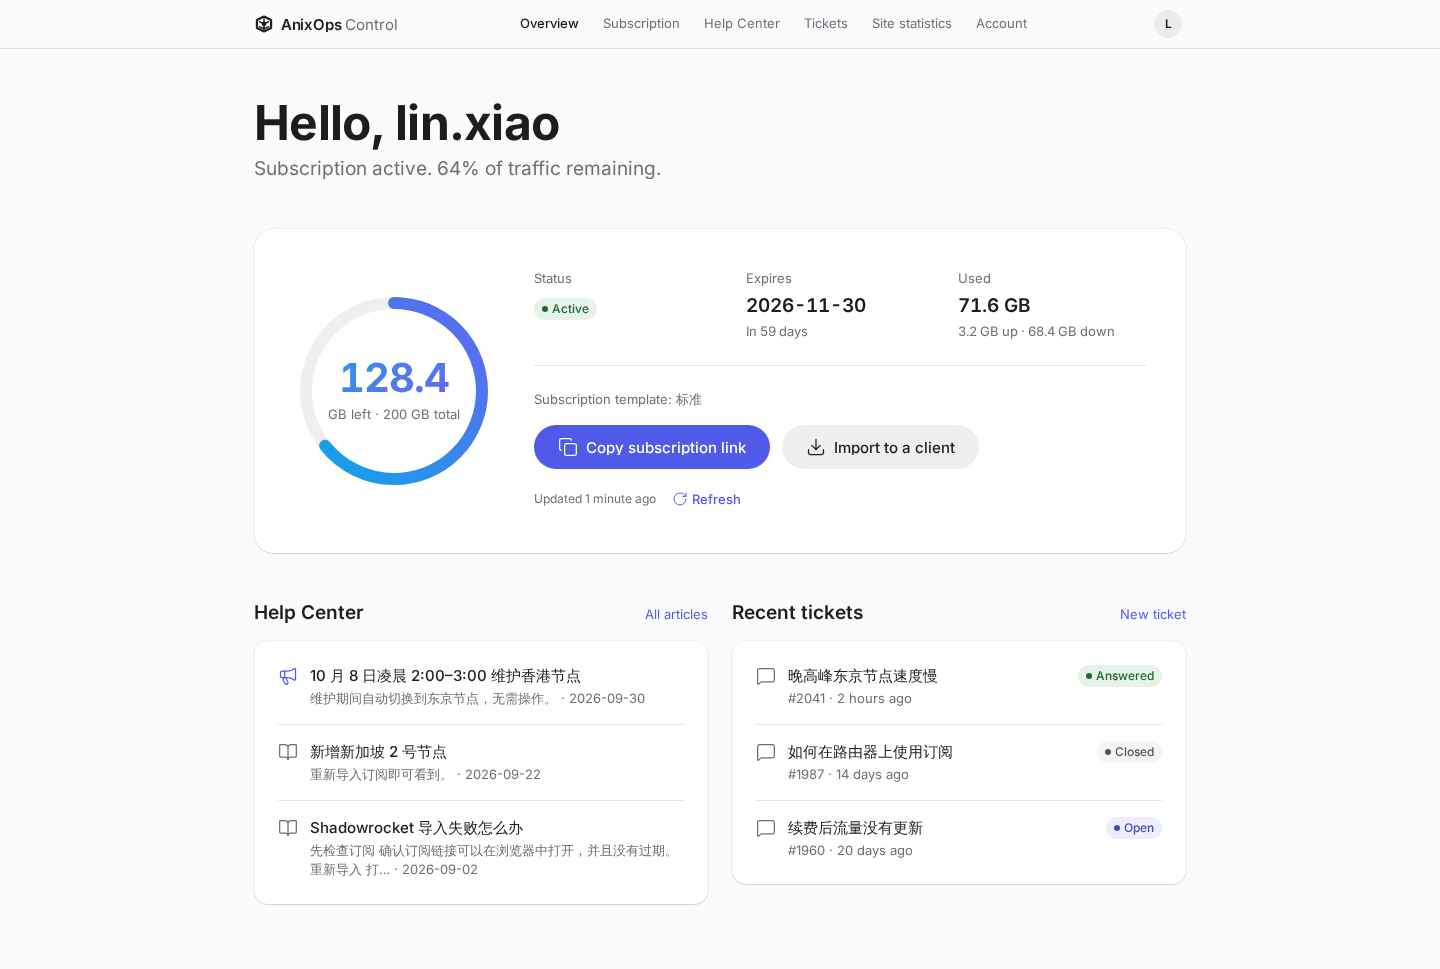 AnixOps Control
Overview Subscription Help Center Tickets Site statistics Account
L
Hello, lin.xiao
Subscription active. 64% of traffic remaining.
128.4
GB left · 200 GB total
Status
Active
Expires
2026-11-30
In 59 days
Used
71.6 GB
3.2 GB up · 68.4 GB down
Subscription template: 标准
Copy subscription link
Import to a client
Updated 1 minute ago
Refresh
Help Center
All articles
10 月 8 日凌晨 2:00–3:00 维护香港节点
维护期间自动切换到东京节点，无需操作。 · 2026-09-30
新增新加坡 2 号节点
重新导入订阅即可看到。 · 2026-09-22
Shadowrocket 导入失败怎么办
先检查订阅 确认订阅链接可以在浏览器中打开，并且没有过期。
重新导入 打… · 2026-09-02
Recent tickets
New ticket
晚高峰东京节点速度慢
Answered
#2041 · 2 hours ago
如何在路由器上使用订阅
Closed
#1987 · 14 days ago
续费后流量没有更新
Open
#1960 · 20 days ago